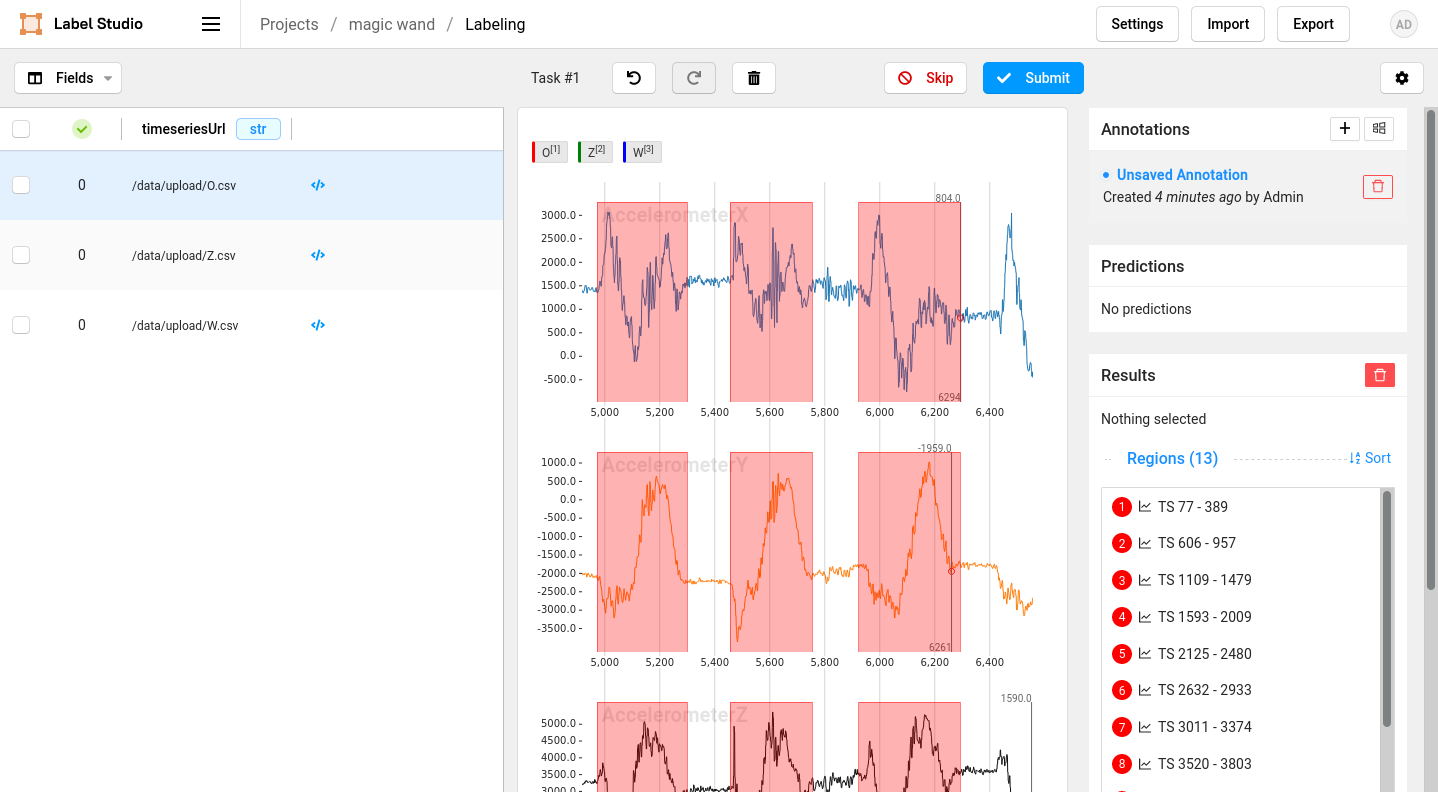 Label Studio
Projects / magic wand / Labeling
Settings
Import
Export
AD
Fields
Task #1
Skip
Submit
timeseriesUrl str
0 /data/upload/O.csv
0 /data/upload/Z.csv
0 /data/upload/W.csv
O[1] Z[2] W[3]
AccelerometerX
804.0
3000.0
2500.0
2000.0
1500.0
1000.0
500.0
0.0
-500.0
6294
5,000 5,200 5,400 5,600 5,800 6,000 6,200 6,400
AccelerometerY
-1959.0
1000.0
500.0
0.0
-500.0
-1000.0
-1500.0
-2000.0
-2500.0
-3000.0
-3500.0
6261
5,000 5,200 5,400 5,600 5,800 6,000 6,200 6,400
AccelerometerZ
1590.0
5000.0
4500.0
4000.0
3500.0
3000.0
Annotations
Unsaved Annotation
Created 4 minutes ago by Admin
Predictions
No predictions
Results
Nothing selected
Regions (13)
Sort
1 TS 77 - 389
2 TS 606 - 957
3 TS 1109 - 1479
4 TS 1593 - 2009
5 TS 2125 - 2480
6 TS 2632 - 2933
7 TS 3011 - 3374
8 TS 3520 - 3803